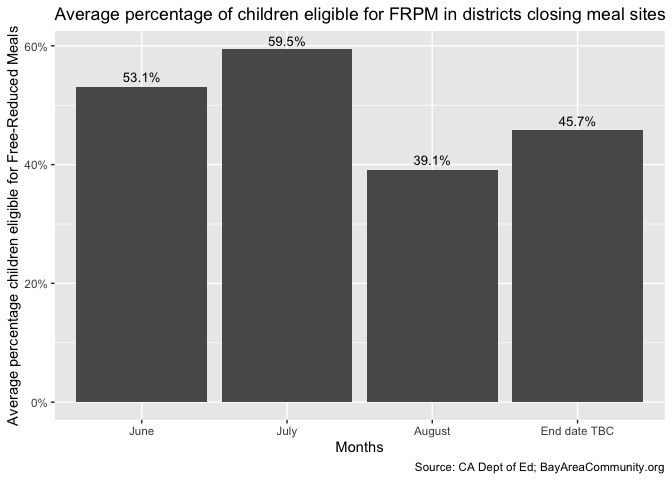 Average percentage of children eligible for FRPM in districts closing meal sites
Average percentage children eligible for Free-Reduced Meals
60%
40%
20%
0%
53.1%
59.5%
39.1%
45.7%
June
July
August
End date TBC
Months
Source: CA Dept of Ed; BayAreaCommunity.org